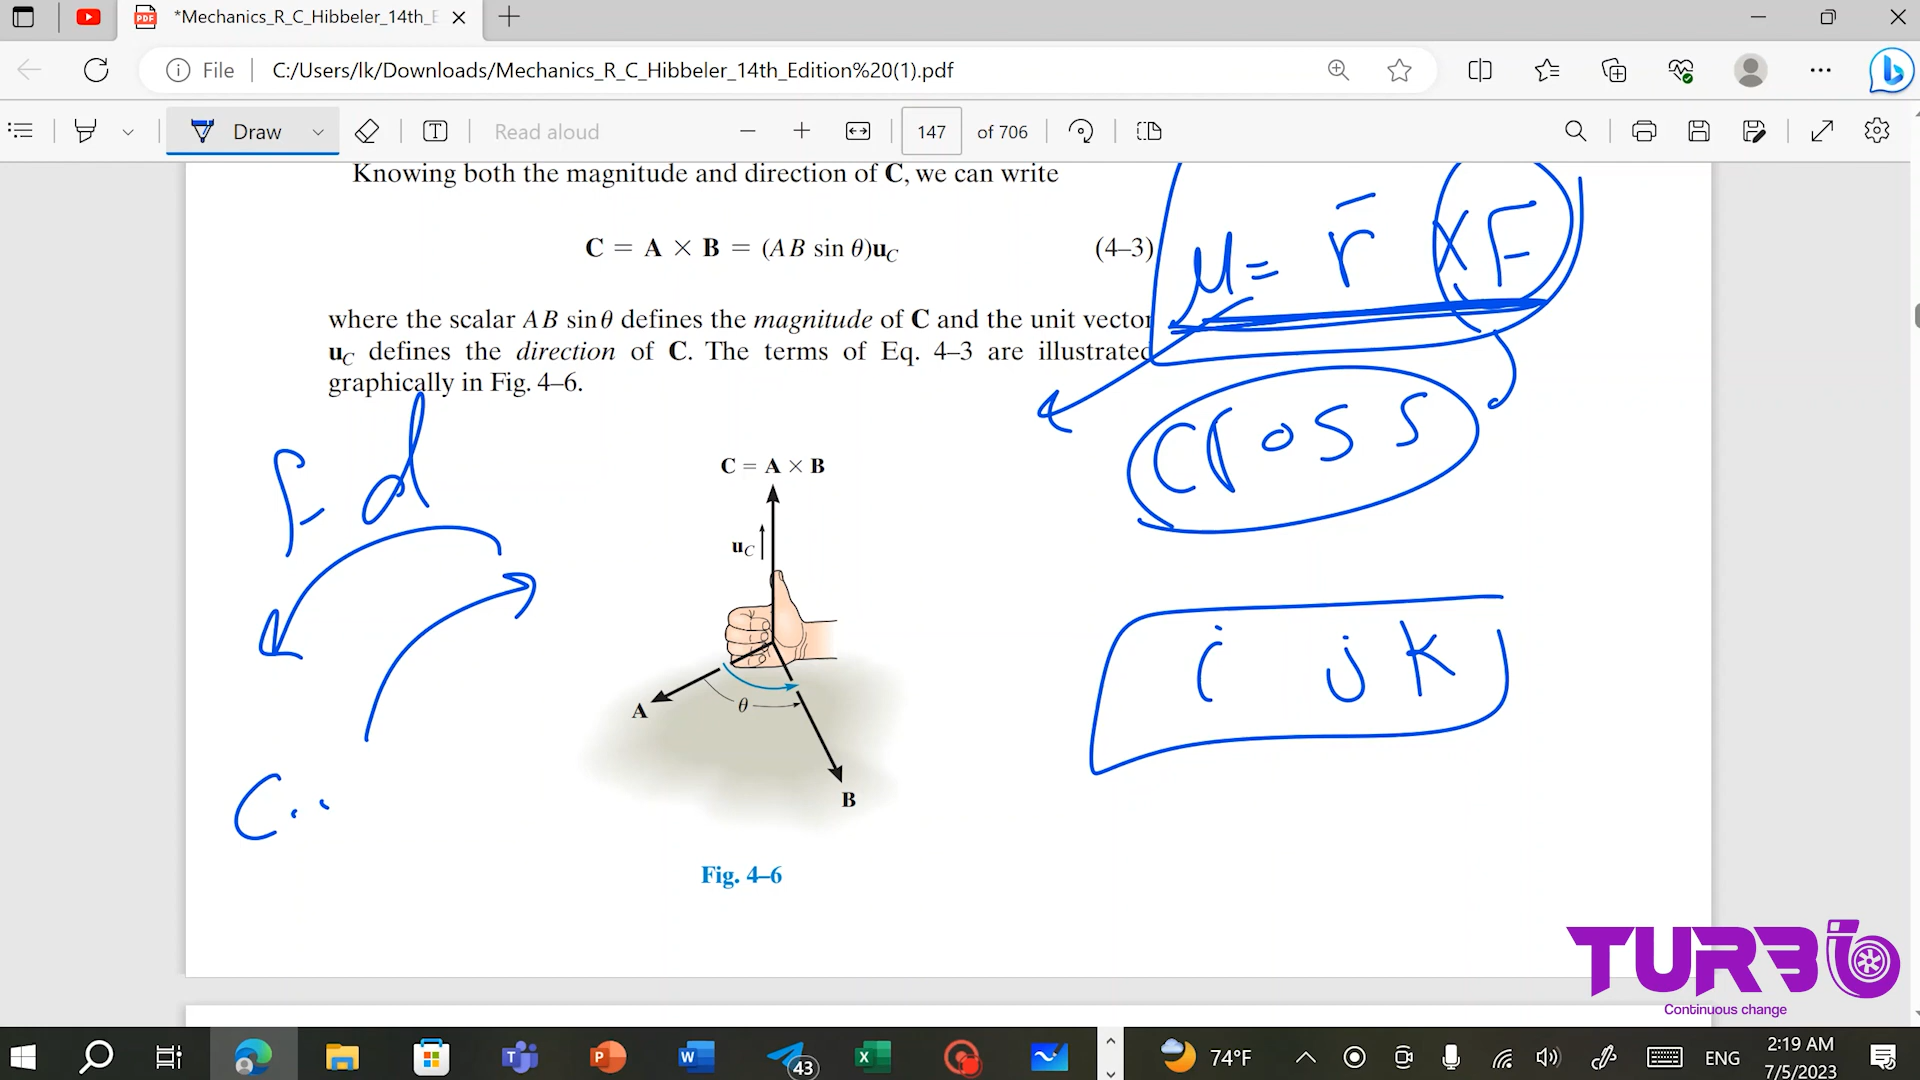 *Mechanics_R_C_Hibbeler_14th_E
File C:/Users/lk/Downloads/Mechanics_R_C_Hibbeler_14th_Edition%20(1).pdf
Draw Read aloud 147 of 706
Knowing both the magnitude and direction of C, we can write
C = A × B = (AB sin θ)u_C (4–3)
where the scalar AB sin θ defines the magnitude of C and the unit vector
u_C defines the direction of C. The terms of Eq. 4–3 are illustrated
graphically in Fig. 4–6.
r̄ × F
cross
F d
C = A × B
u_C
θ
A
B
i j k
C..
Fig. 4–6
TURBO
Continuous change
43
74°F
ENG
2:19 AM
7/5/2023